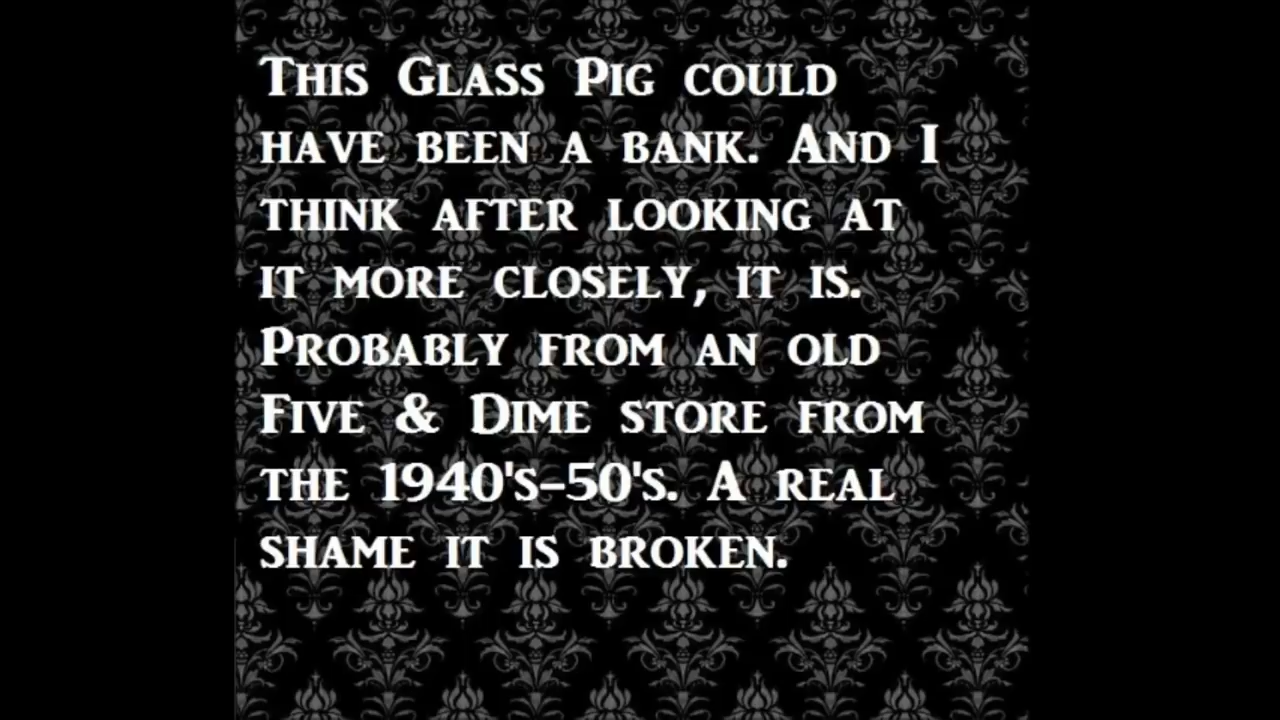 This Glass Pig could
have been a bank. And I
think after looking at
it more closely, it is.
Probably from an old
Five & Dime store from
the 1940's-50's. A real
shame it is broken.